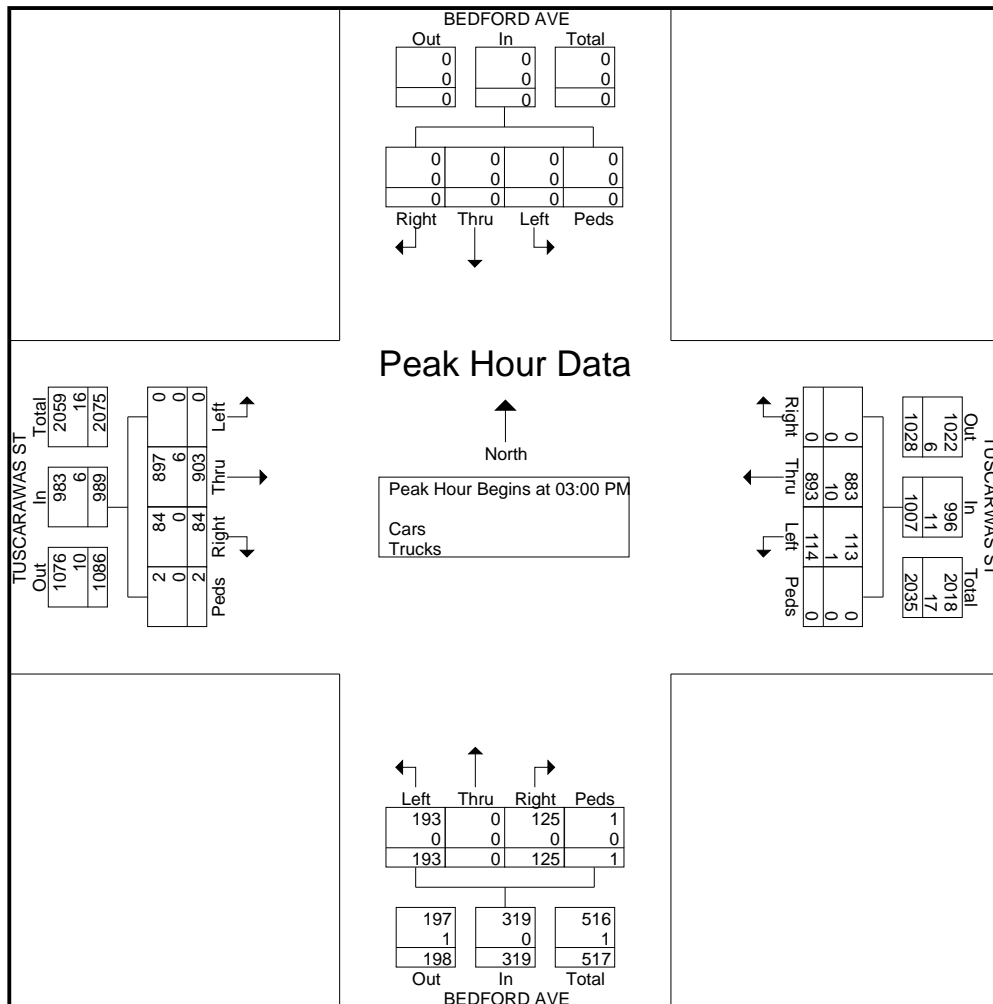 BEDFORD AVE
Out In Total
0 0 0
0 0 0
0 0 0
0 0 0 0
0 0 0 0
0 0 0 0
Right Thru Left Peds
Peak Hour Data
North
Peak Hour Begins at 03:00 PM
Cars
Trucks
TUSCARAWAS ST
Out In Total
1076 983 2059
10 6 16
1086 989 2075
2 84 897 0
0 0 6 0
2 84 903 0
Peds Right Thru Left
TUSCARWAS ST
Out In Total
1022 996 2018
6 11 17
1028 1007 2035
0 883 113 0
0 10 1 0
0 893 114 0
Right Thru Left Peds
Left Thru Right Peds
193 0 125 1
0 0 0 0
193 0 125 1
197 319 516
1 0 1
198 319 517
Out In Total
BEDFORD AVE